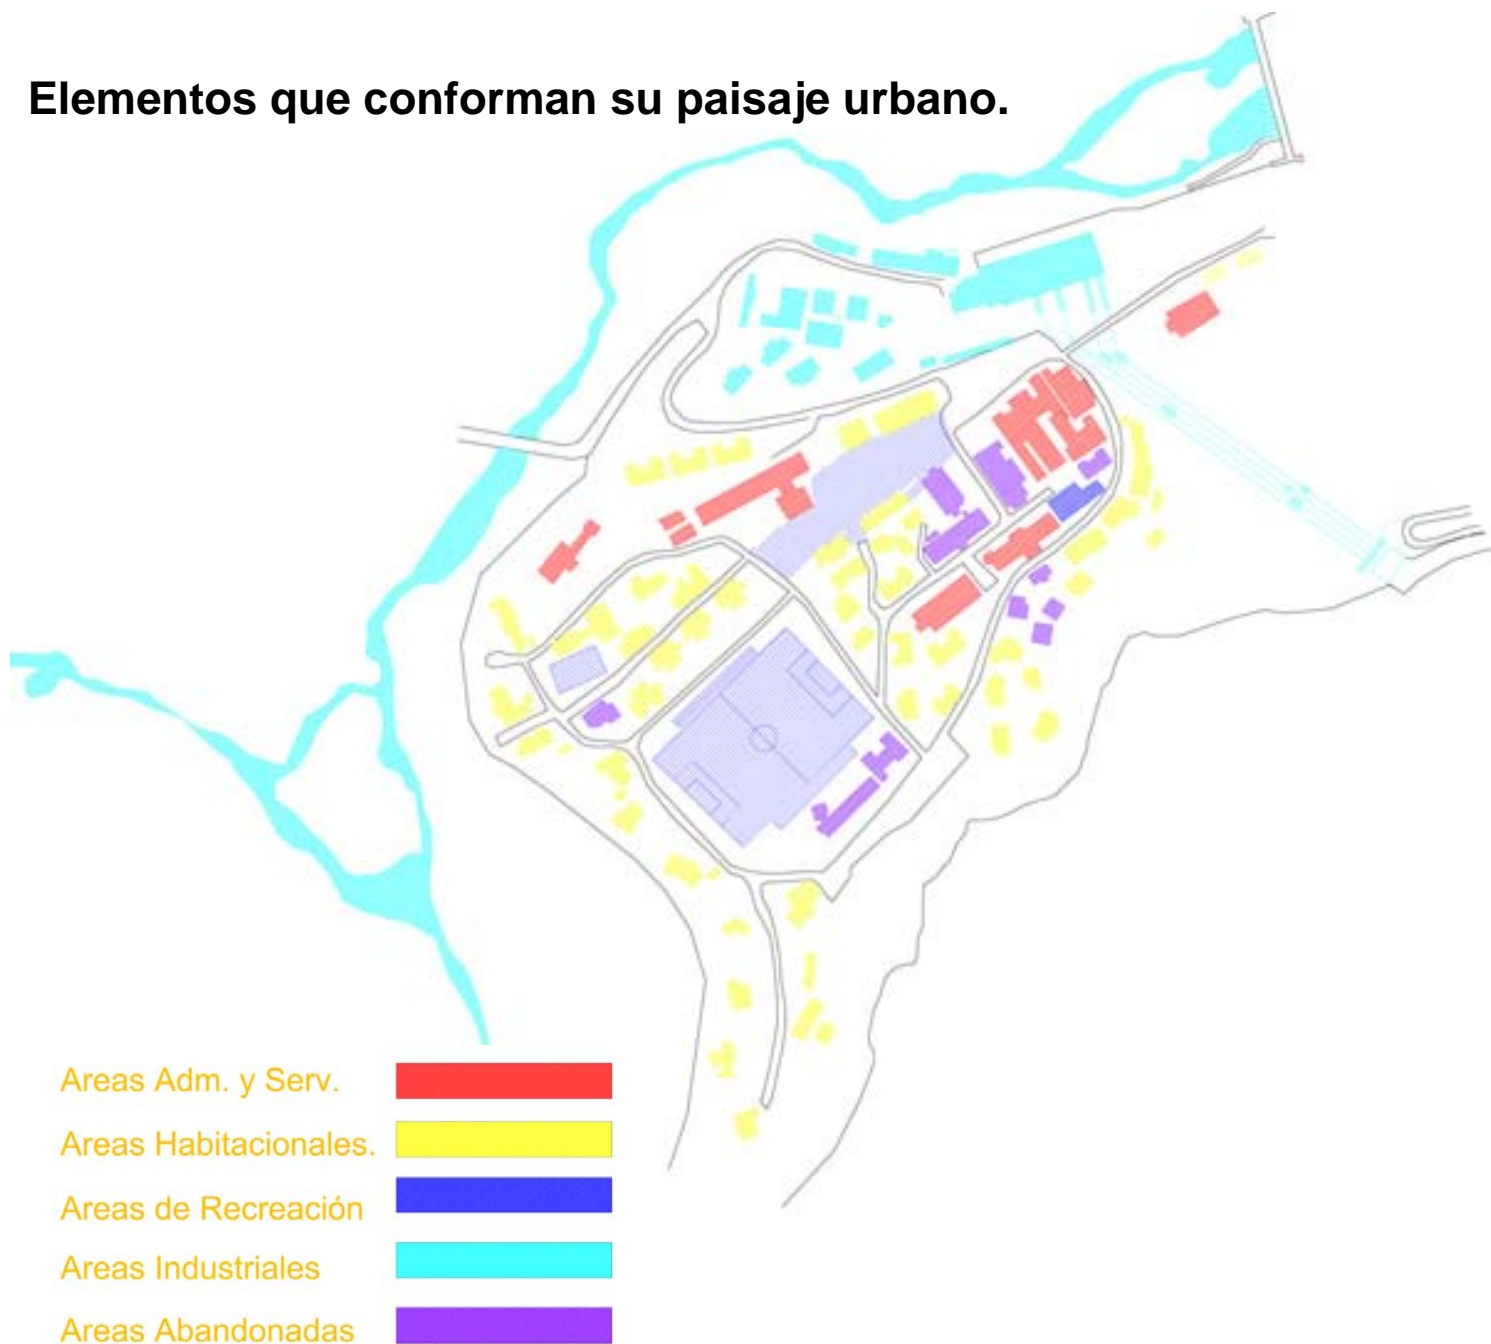 Elementos que conforman su paisaje urbano.
Areas Adm. y Serv.
Areas Habitacionales.
Areas de Recreación
Areas Industriales
Areas Abandonadas